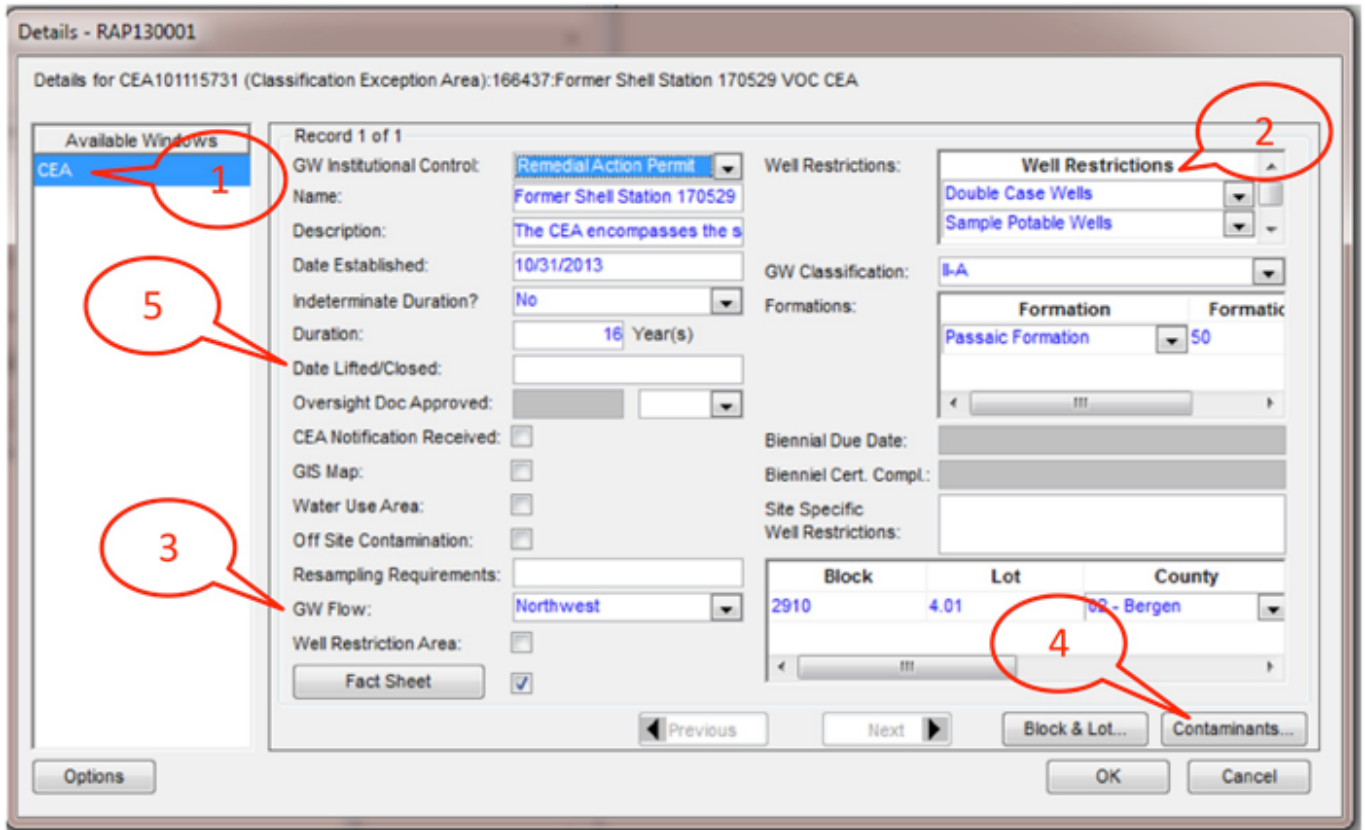 Details - RAP130001
Details for CEA101115731 (Classification Exception Area):166437:Former Shell Station 170529 VOC CEA
Available Windows
CEA
1
Record 1 of 1
GW Institutional Control: Remedial Action Permit
Name: Former Shell Station 170529
Description: The CEA encompasses the s
Date Established: 10/31/2013
Indeterminate Duration? No
Duration: 16 Year(s)
5
Date Lifted/Closed:
Oversight Doc Approved:
CEA Notification Received:
GIS Map:
Water Use Area:
Off Site Contamination:
3
Resampling Requirements:
GW Flow: Northwest
Well Restriction Area:
Fact Sheet
Well Restrictions:
Well Restrictions
2
Double Case Wells
Sample Potable Wells
GW Classification: II-A
Formations:
Formation Formatic
Passaic Formation 50
Biennial Due Date:
Bienniel Cert. Compl.:
Site Specific
Well Restrictions:
Block Lot County
2910 4.01 02 - Bergen
4
Previous Next Block & Lot... Contaminants...
Options OK Cancel